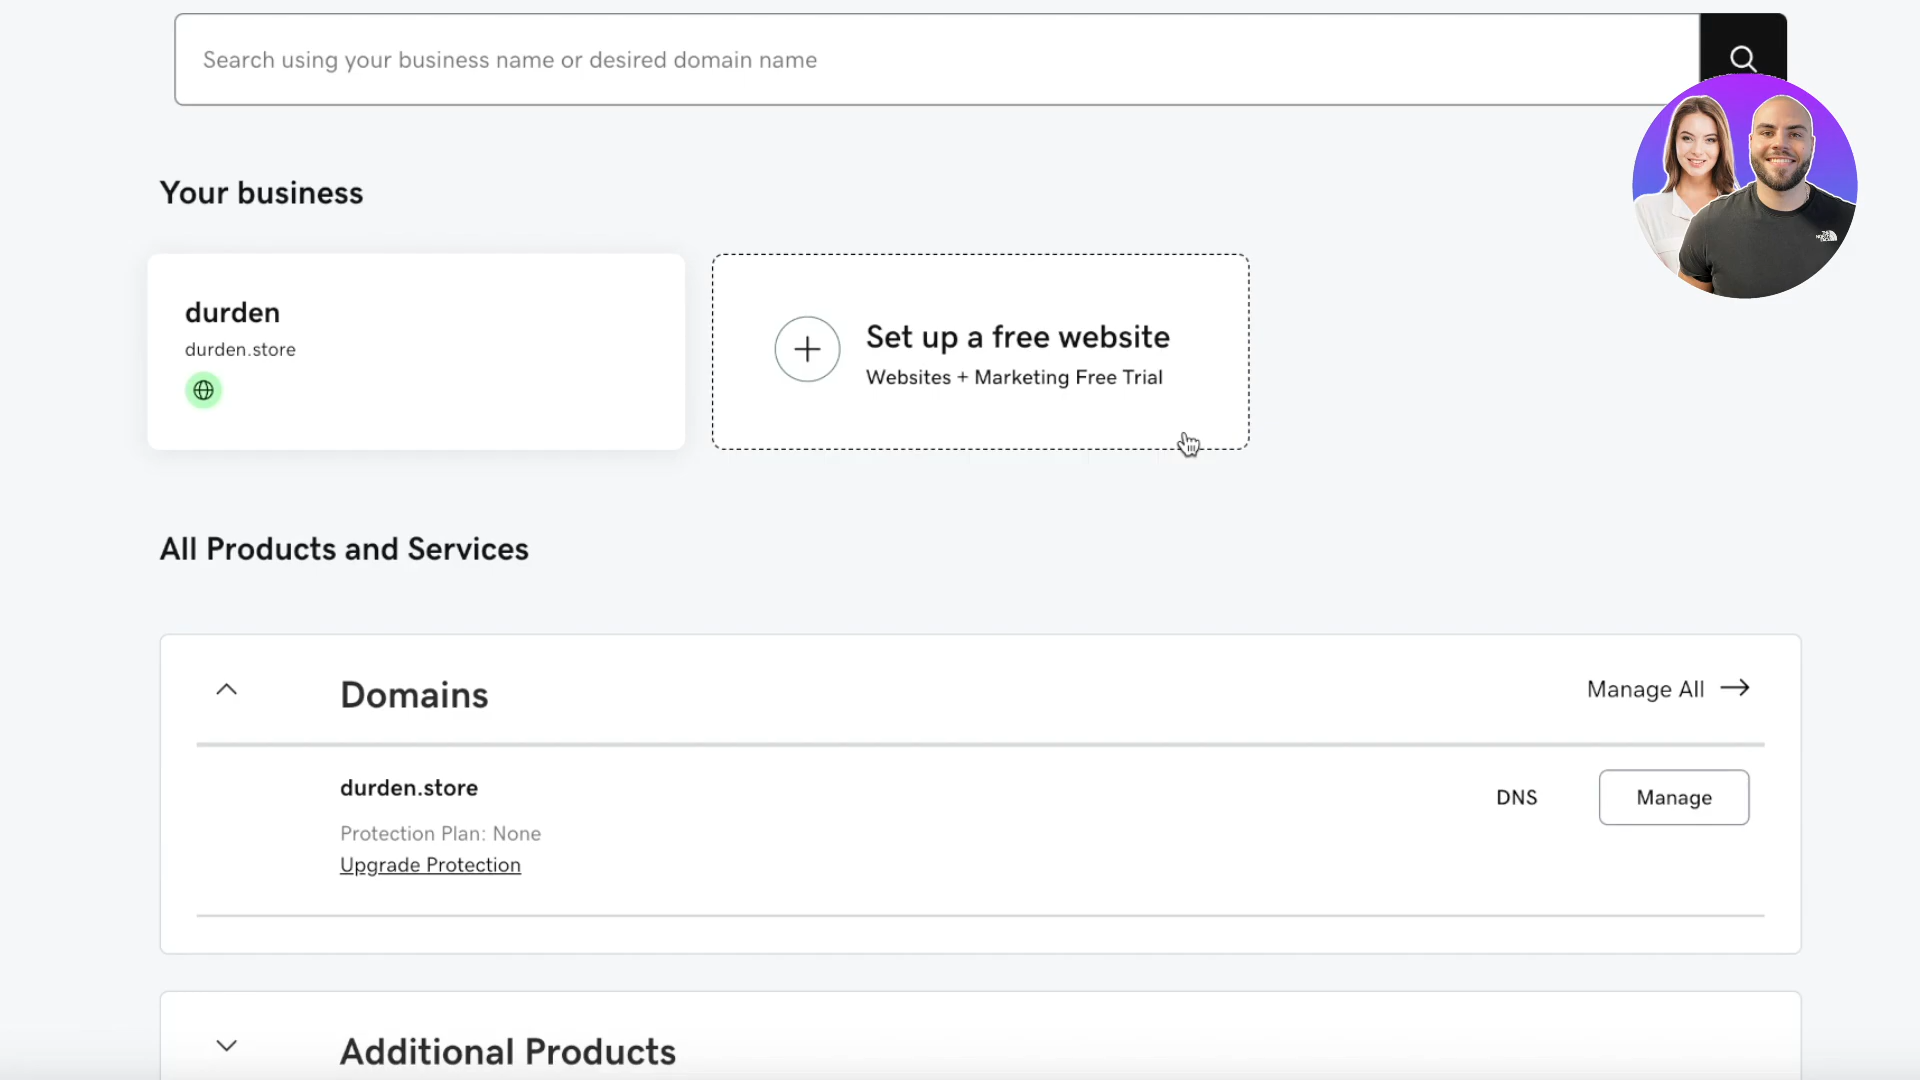 Search using your business name or desired domain name
Your business
durden
durden.store
Set up a free website
Websites + Marketing Free Trial
All Products and Services
Domains
Manage All
durden.store
DNS
Manage
Protection Plan: None
Upgrade Protection
Additional Products